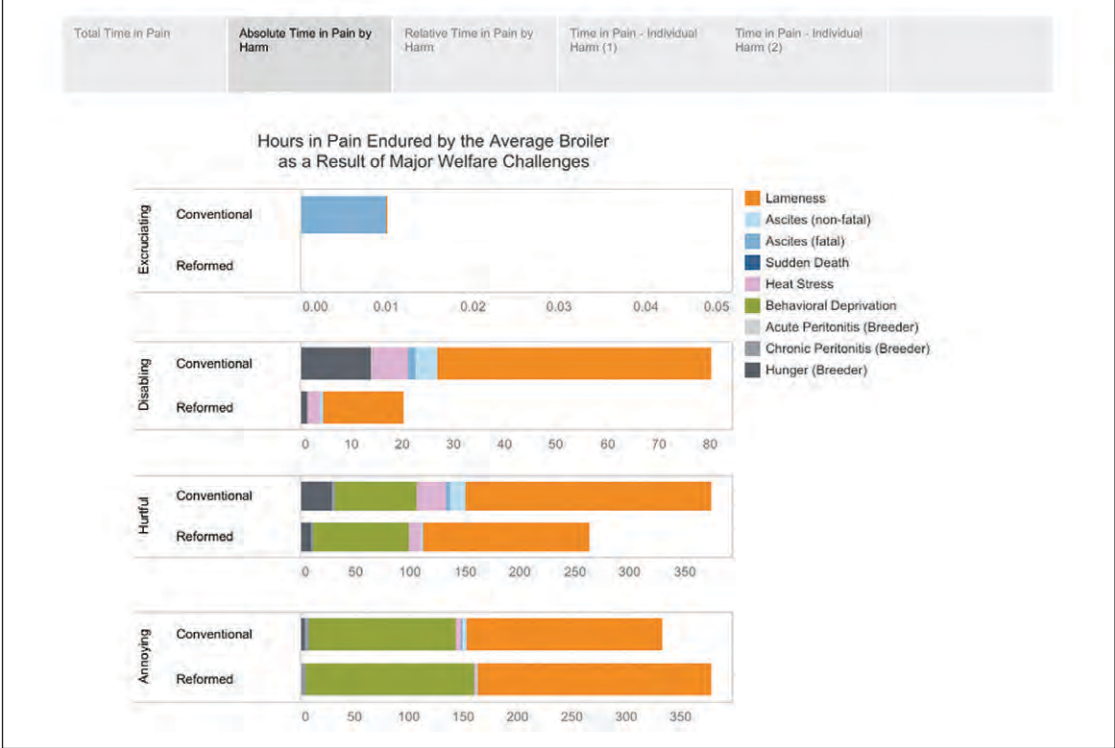 Total Time in Pain
Absolute Time in Pain by
Harm
Relative Time in Pain by
Harm
Time in Pain - Individual
Harm (1)
Time in Pain - Individual
Harm (2)
Hours in Pain Endured by the Average Broiler
as a Result of Major Welfare Challenges
Excruciating
Conventional
Reformed
0.00 0.01 0.02 0.03 0.04 0.05
Disabling
Conventional
Reformed
0 10 20 30 40 50 60 70 80
Hurtful
Conventional
Reformed
0 50 100 150 200 250 300 350
Annoying
Conventional
Reformed
0 50 100 150 200 250 300 350
Lameness
Ascites (non-fatal)
Ascites (fatal)
Sudden Death
Heat Stress
Behavioral Deprivation
Acute Peritonitis (Breeder)
Chronic Peritonitis (Breeder)
Hunger (Breeder)